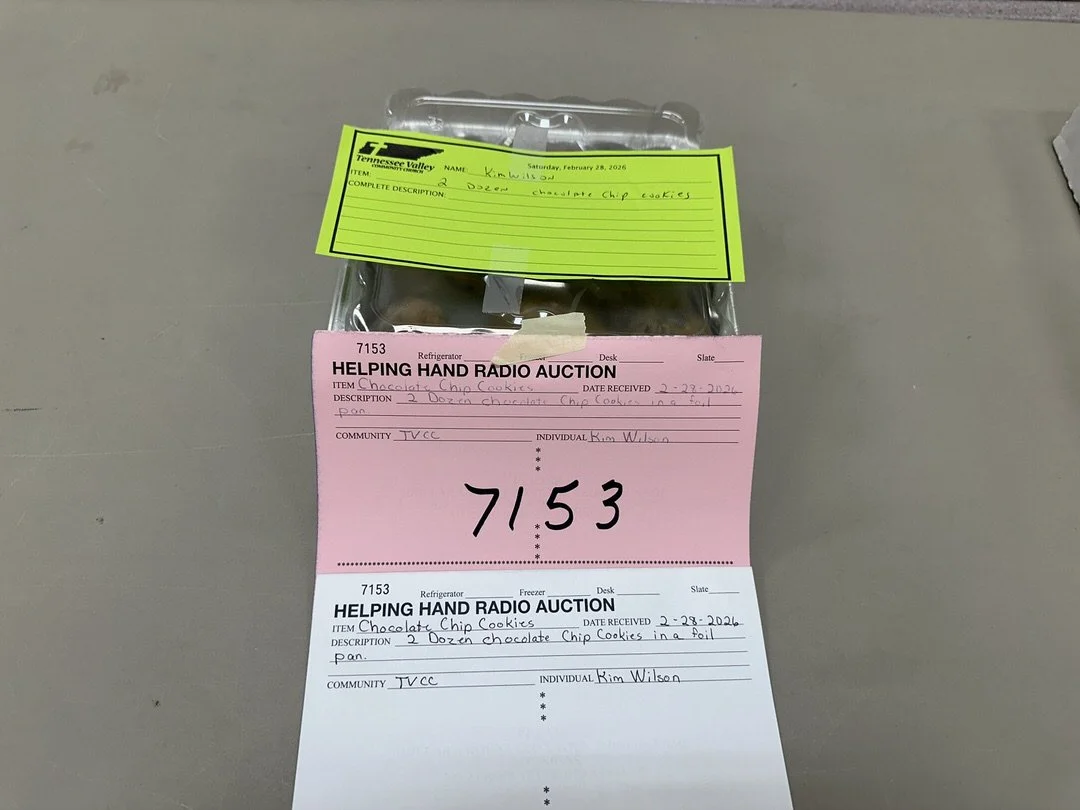 Tennessee Valley
COMMUNITY CHURCH
Saturday, February 28, 2026
NAME: Kim Wilson
ITEM: 2 Dozen chocolate Chip cookies
COMPLETE DESCRIPTION:
7153
Refrigerator Desk Slate
HELPING HAND RADIO AUCTION
ITEM Chocolate Chip Cookies DATE RECEIVED 2-28-2026
DESCRIPTION 2 Dozen chocolate Chip Cookies in a foil
pan.
COMMUNITY TVCC INDIVIDUAL Kim Wilson
7153
7153
Refrigerator Freezer Desk Slate
HELPING HAND RADIO AUCTION
ITEM Chocolate Chip Cookies DATE RECEIVED 2-28-2026
DESCRIPTION 2 Dozen chocolate Chip Cookies in a foil
pan.
COMMUNITY TVCC INDIVIDUAL Kim Wilson